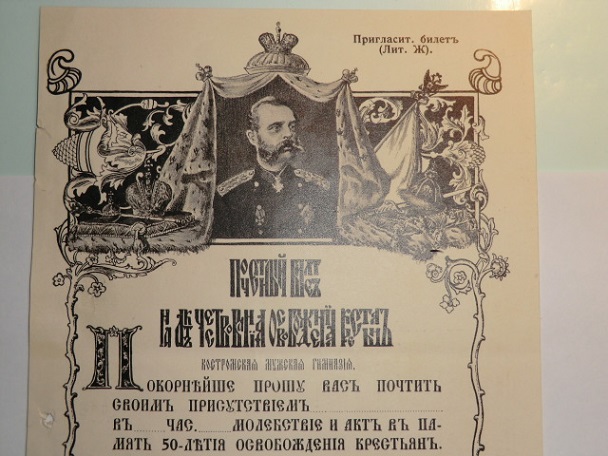 Пригласит. билетъ
(Лит. Ж).
КОСТРОМСКАЯ МУЖСКАЯ ГИМНАЗІЯ.
ПОКОРНѢЙШЕ ПРОШУ ВАСЪ ПОЧТИТЬ
СВОИМЪ ПРИСУТСТВІЕМЪ
ВЪ ЧАС. МОЛЕБСТВІЕ И АКТЪ ВЪ ПА-
МЯТЬ 50-ЛѢТІЯ ОСВОБОЖДЕНІЯ КРЕСТЬЯНЪ.